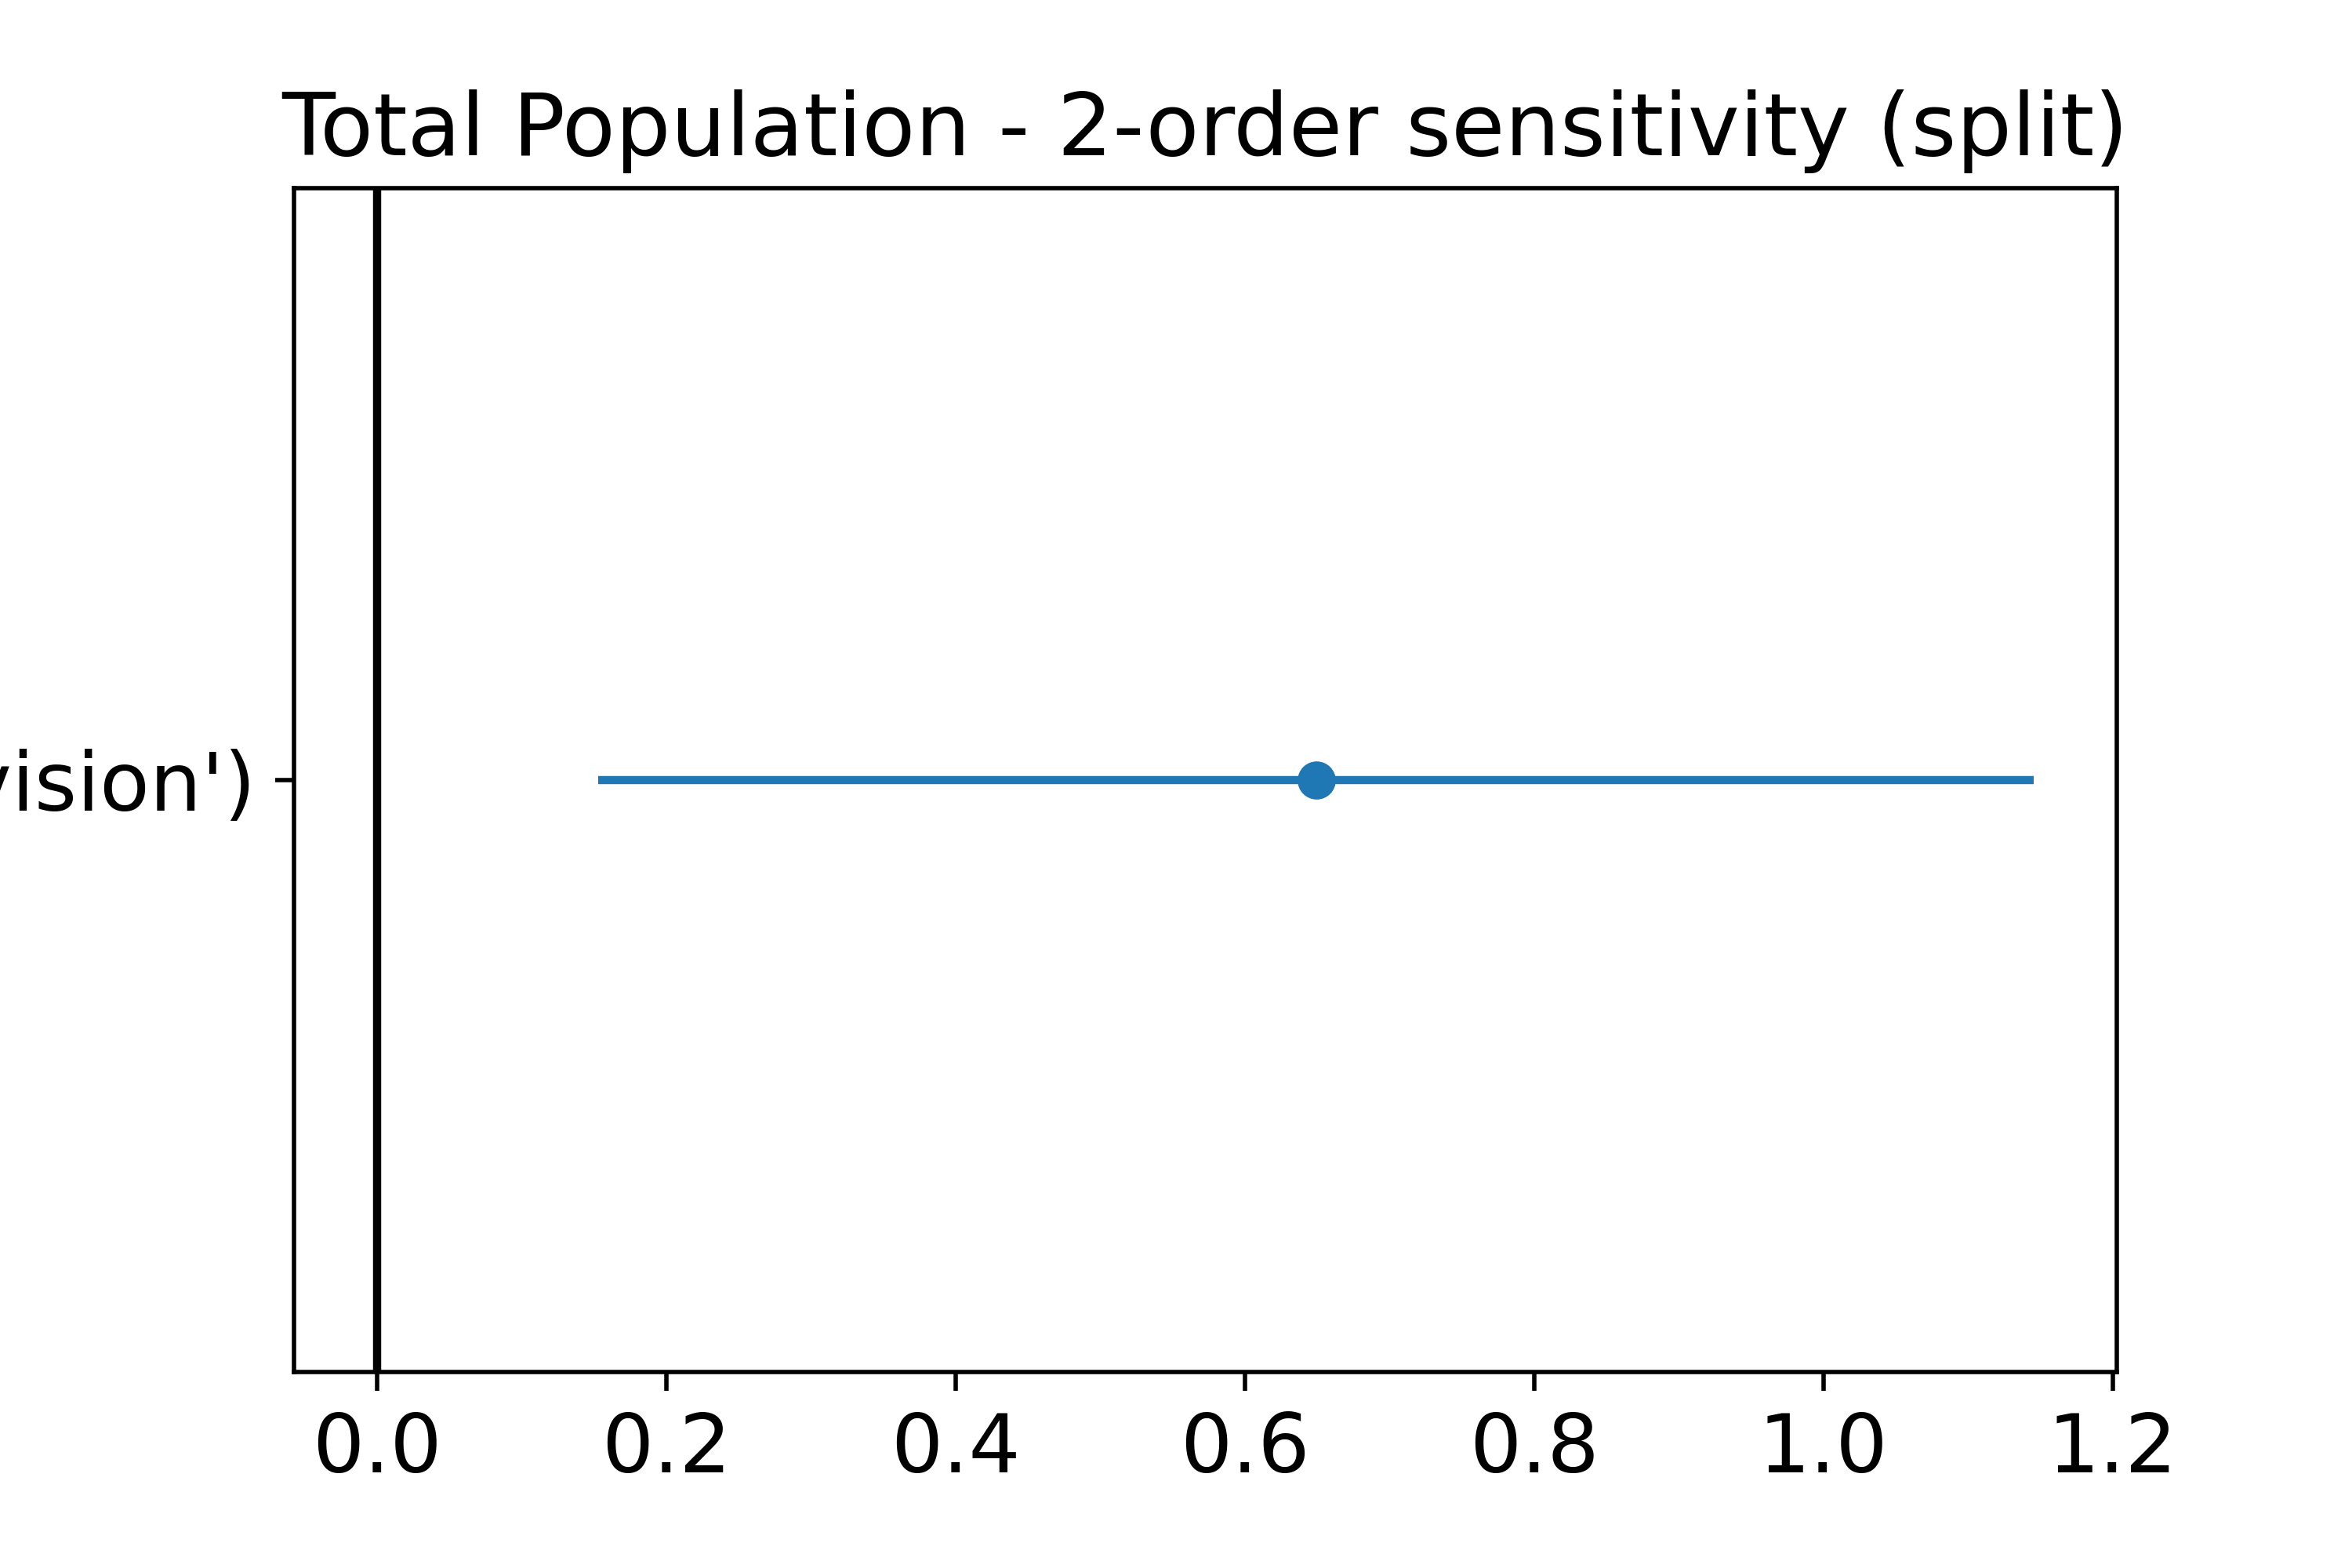 Total Population - 2-order sensitivity (split)
ision')
0.0 0.2 0.4 0.6 0.8 1.0 1.2